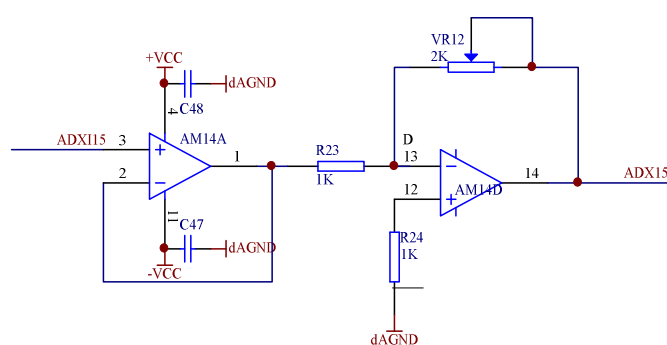 VR12
2K
+VCC
dAGND
C48
4
ADXI15
3
AM14A
1
2
R23
1K
D
13
12
AM14D
14
ADX15
11
C47
dAGND
-VCC
R24
1K
dAGND